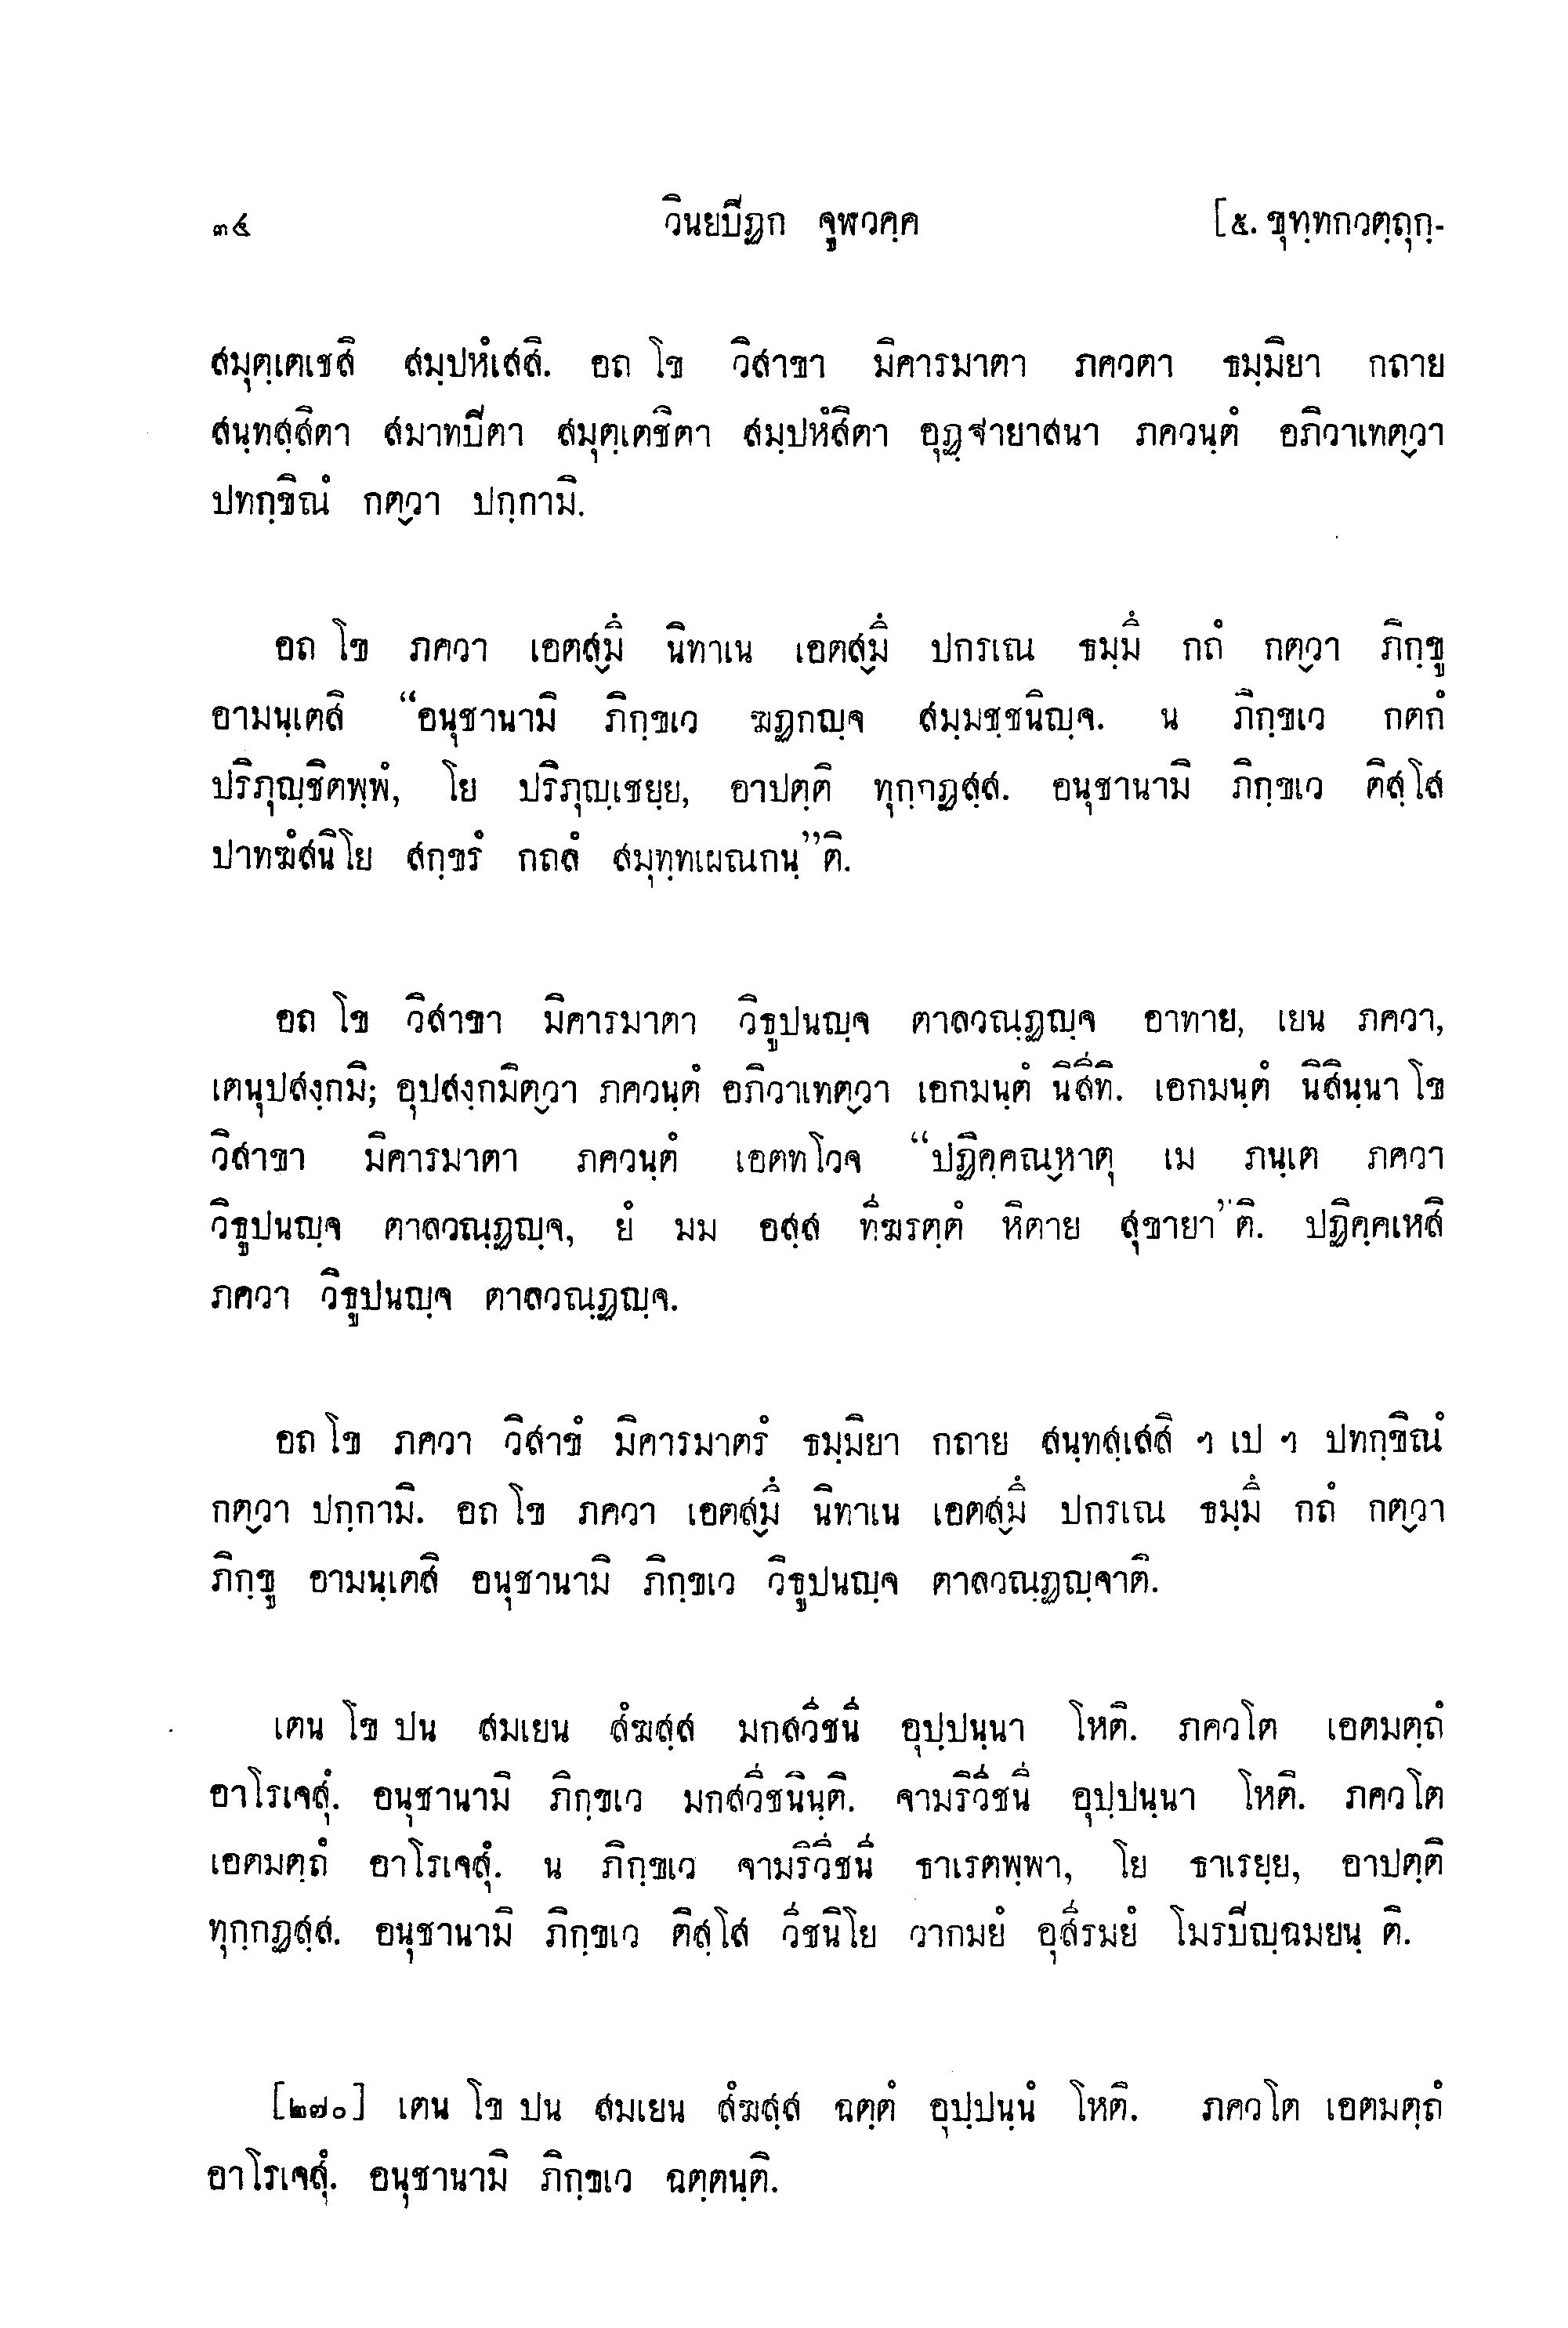 ๓๔ วินยปิฏก จูฬวคฺค [๕. ขุทฺทกวตฺถุกฺ-
สมุตฺเตเชสิ สมฺปหํเสสิ. อถ โข วิสาขา มิคารมาตา ภควตา ธมฺมิยา กถาย
สนฺทสฺสิตา สมาทปิตา สมุตฺเตชิตา สมฺปหํสิตา อุฏฺฐายาสนา ภควนฺตํ อภิวาเทตฺวา
ปทกฺขิณํ กตฺวา ปกฺกามิ.
อถ โข ภควา เอตสฺมึ นิทาเน เอตสฺมึ ปกรเณ ธมฺมึ กถํ กตฺวา ภิกฺขู
อามนฺเตสิ “อนุชานามิ ภิกฺขเว ฆฏกญฺจ สมฺมชฺชนิญฺจ. น ภิกฺขเว กตกํ
ปริภุญฺชิตพฺพํ, โย ปริภุญฺเชยฺย, อาปตฺติ ทุกฺกฏสฺส. อนุชานามิ ภิกฺขเว ติสฺโส
ปาทฆํสนิโย สกฺขรํ กถลํ สมุทฺทเผณกนฺ”ติ.
อถ โข วิสาขา มิคารมาตา วิธูปนญฺจ ตาลวณฺฏญฺจ อาทาย, เยน ภควา,
เตนุปสงฺกมิ; อุปสงฺกมิตฺวา ภควนฺตํ อภิวาเทตฺวา เอกมนฺตํ นิสีทิ. เอกมนฺตํ นิสินฺนา โข
วิสาขา มิคารมาตา ภควนฺตํ เอตทโวจ “ปฏิคฺคณฺหาตุ เม ภนฺเต ภควา
วิธูปนญฺจ ตาลวณฺฏญฺจ, ยํ มม อสฺส ทีฆรตฺตํ หิตาย สุขายา”ติ. ปฏิคฺคเหสิ
ภควา วิธูปนญฺจ ตาลวณฺฏญฺจ.
อถ โข ภควา วิสาขํ มิคารมาตรํ ธมฺมิยา กถาย สนฺทสฺเสสิ ฯ เป ฯ ปทกฺขิณํ
กตฺวา ปกฺกามิ. อถ โข ภควา เอตสฺมึ นิทาเน เอตสฺมึ ปกรเณ ธมฺมึ กถํ กตฺวา
ภิกฺขู อามนฺเตสิ อนุชานามิ ภิกฺขเว วิธูปนญฺจ ตาลวณฺฏญฺจาติ.
เตน โข ปน สมเยน สํฆสฺส มกสวีชนี อุปฺปนฺนา โหติ. ภควโต เอตมตฺถํ
อาโรเจสุํ. อนุชานามิ ภิกฺขเว มกสวีชนินฺติ. จามริวีชนี อุปฺปนฺนา โหติ. ภควโต
เอตมตฺถํ อาโรเจสุํ. น ภิกฺขเว จามริวีชนี ธาเรตพฺพา, โย ธาเรยฺย, อาปตฺติ
ทุกฺกฏสฺส. อนุชานามิ ภิกฺขเว ติสฺโส วีชนิโย วากมยํ อุสีรมยํ โมรปิญฺฉมยนฺ ติ.
[๒๗๐] เตน โข ปน สมเยน สํฆสฺส ฉตฺตํ อุปฺปนฺนํ โหติ. ภควโต เอตมตฺถํ
อาโรเจสุํ. อนุชานามิ ภิกฺขเว ฉตฺตนฺติ.